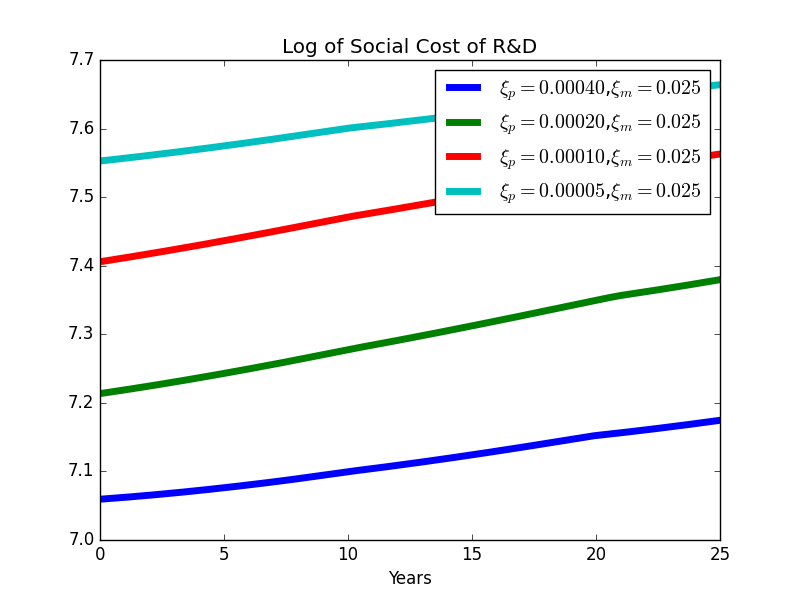 Log of Social Cost of R&D
7.7
7.6
7.5
7.4
7.3
7.2
7.1
7.0
ξp = 0.00040,ξm = 0.025
ξp = 0.00020,ξm = 0.025
ξp = 0.00010,ξm = 0.025
ξp = 0.00005,ξm = 0.025
0 5 10 15 20 25
Years